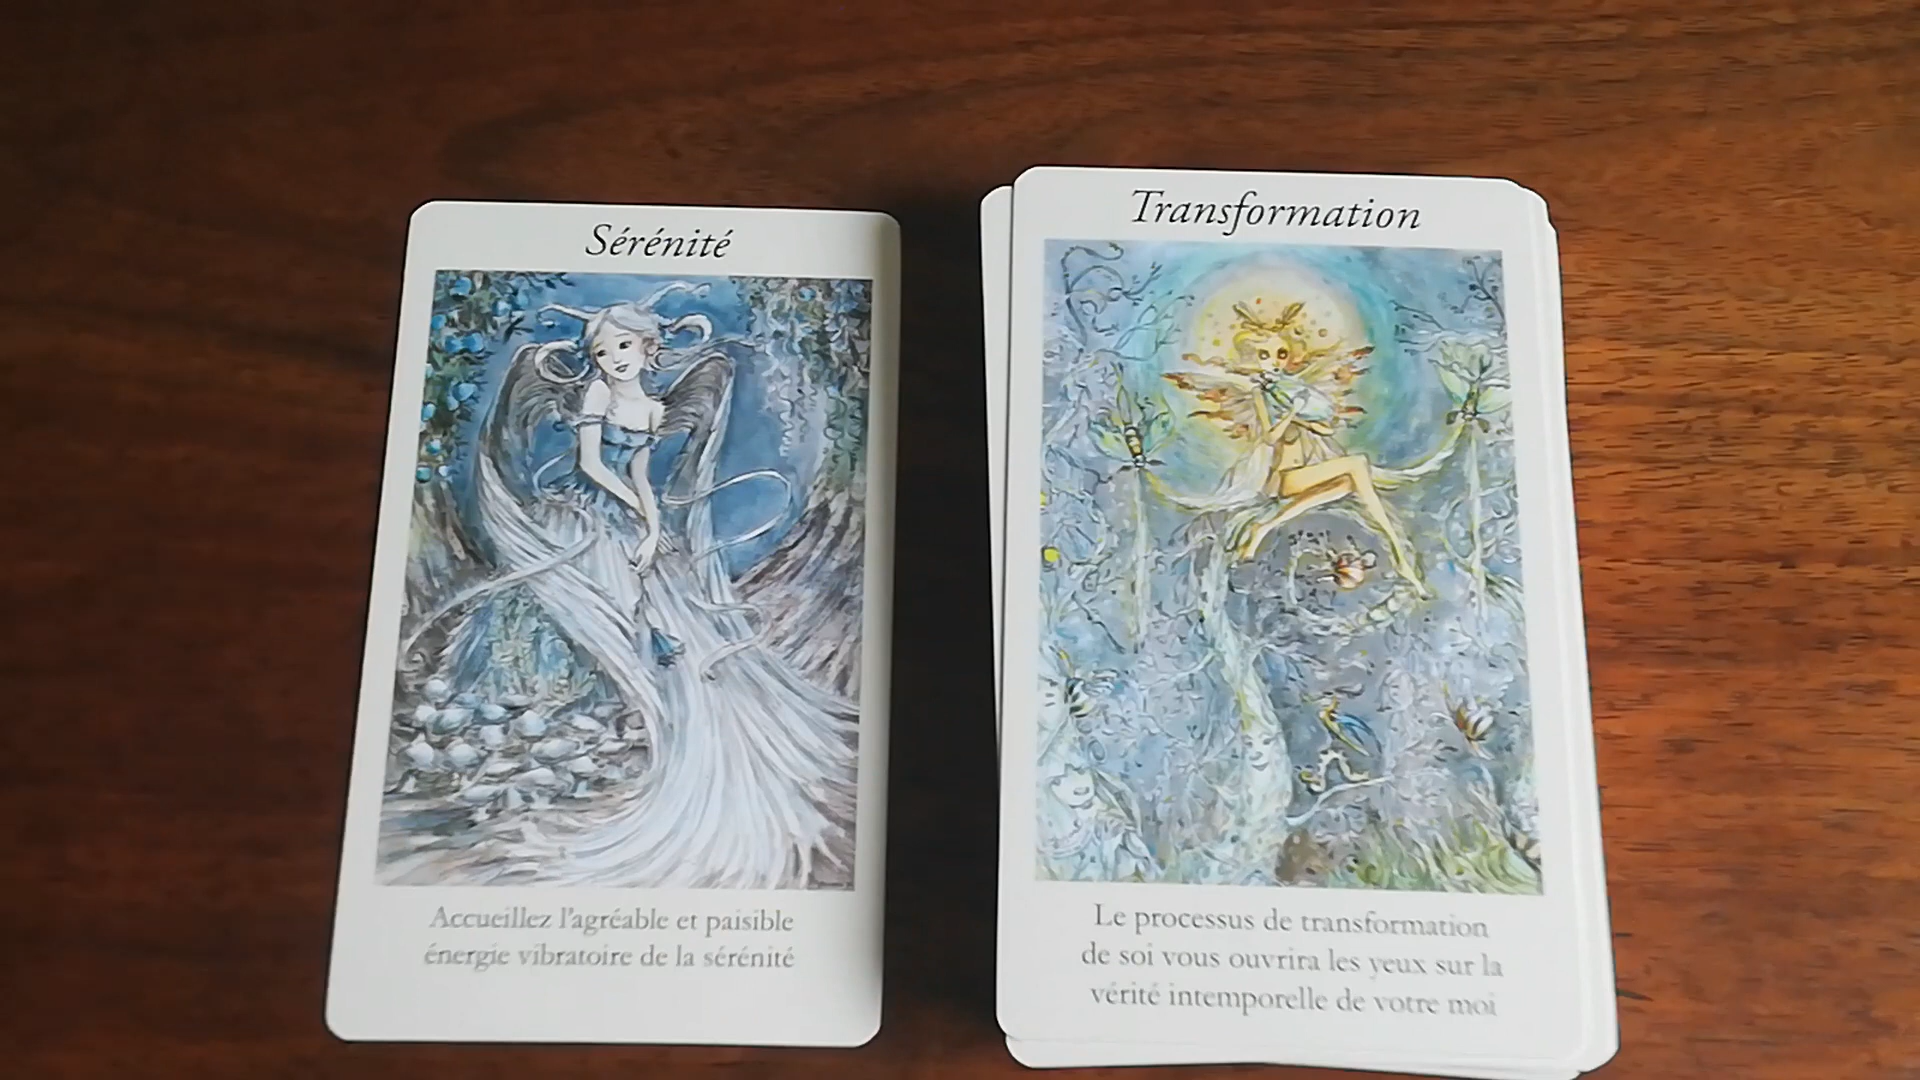 Sérénité
Accueillez l'agréable et paisible
énergie vibratoire de la sérénité
Transformation
Le processus de transformation
de soi vous ouvrira les yeux sur la
vérité intemporelle de votre moi